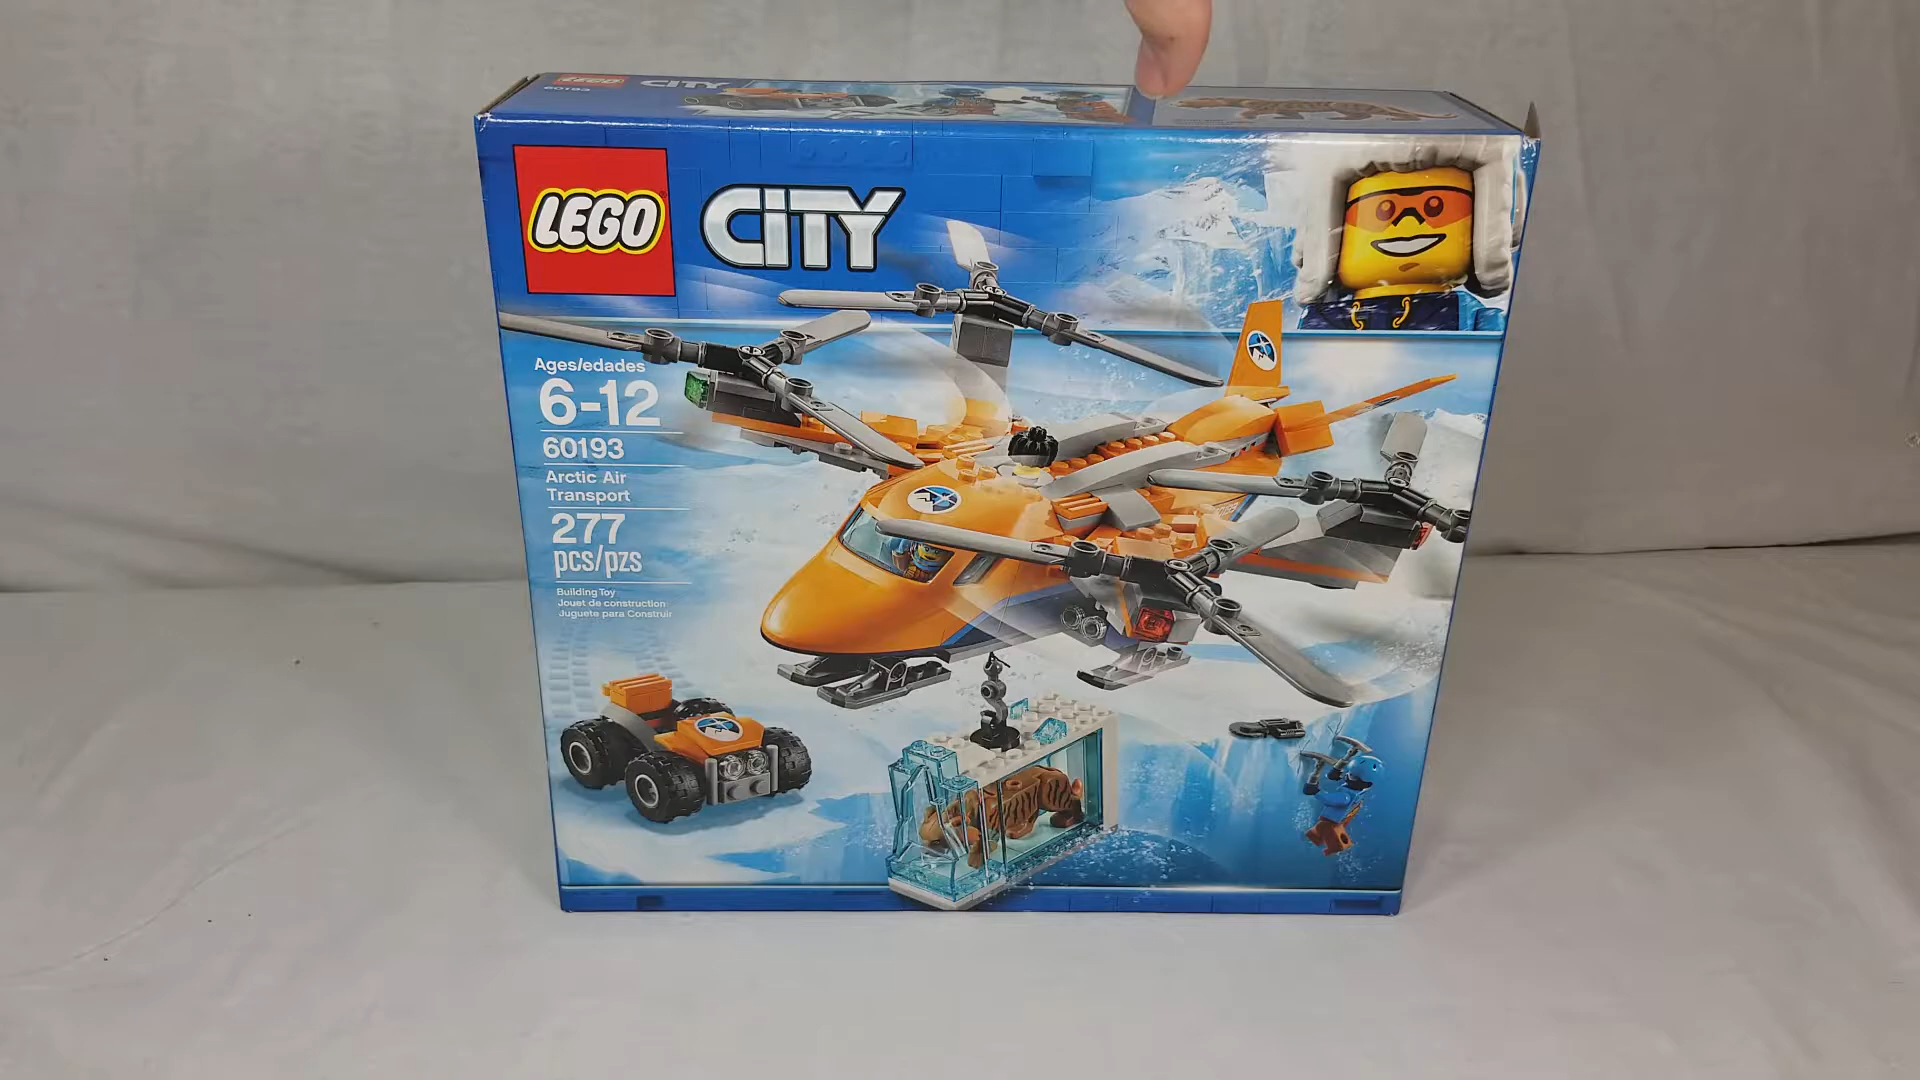 LEGO CITY
60193
LEGO
CITY
Ages/edades
6-12
60193
Arctic Air
Transport
277
pcs/pzs
Building Toy
Jouet de construction
Juguete para Construir